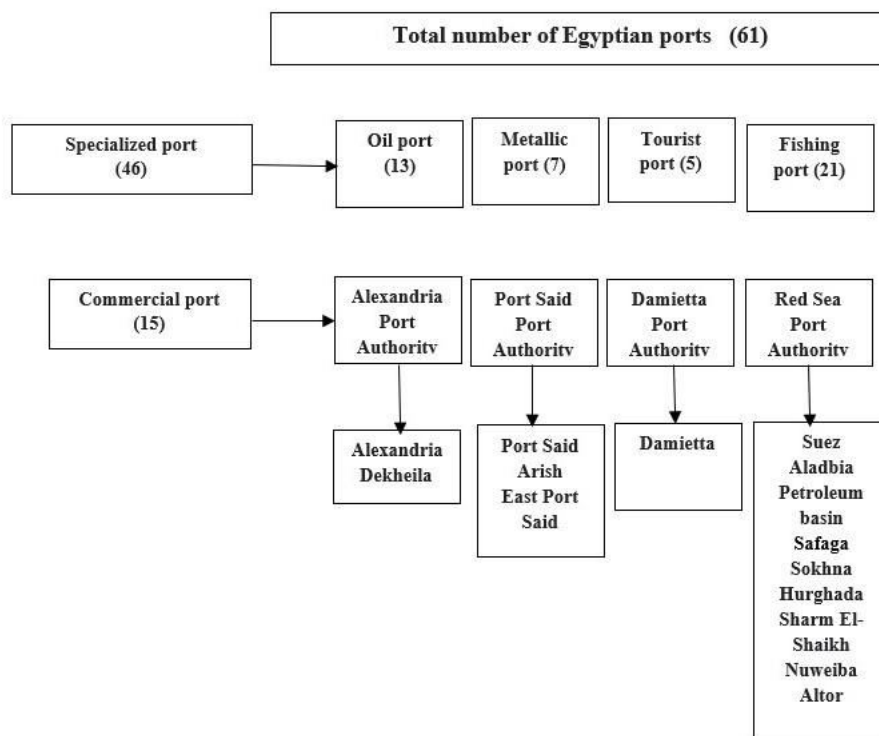 Total number of Egyptian ports (61)
Specialized port
(46)
Oil port
(13)
Metallic
port (7)
Tourist
port (5)
Fishing
port (21)
Commercial port
(15)
Alexandria
Port
Authority
Port Said
Port
Authority
Damietta
Port
Authority
Red Sea
Port
Authority
Alexandria
Dekheila
Port Said
Arish
East Port
Said
Damietta
Suez
Aladbia
Petroleum
basin
Safaga
Sokhna
Hurghada
Sharm El-
Shaikh
Nuweiba
Altor